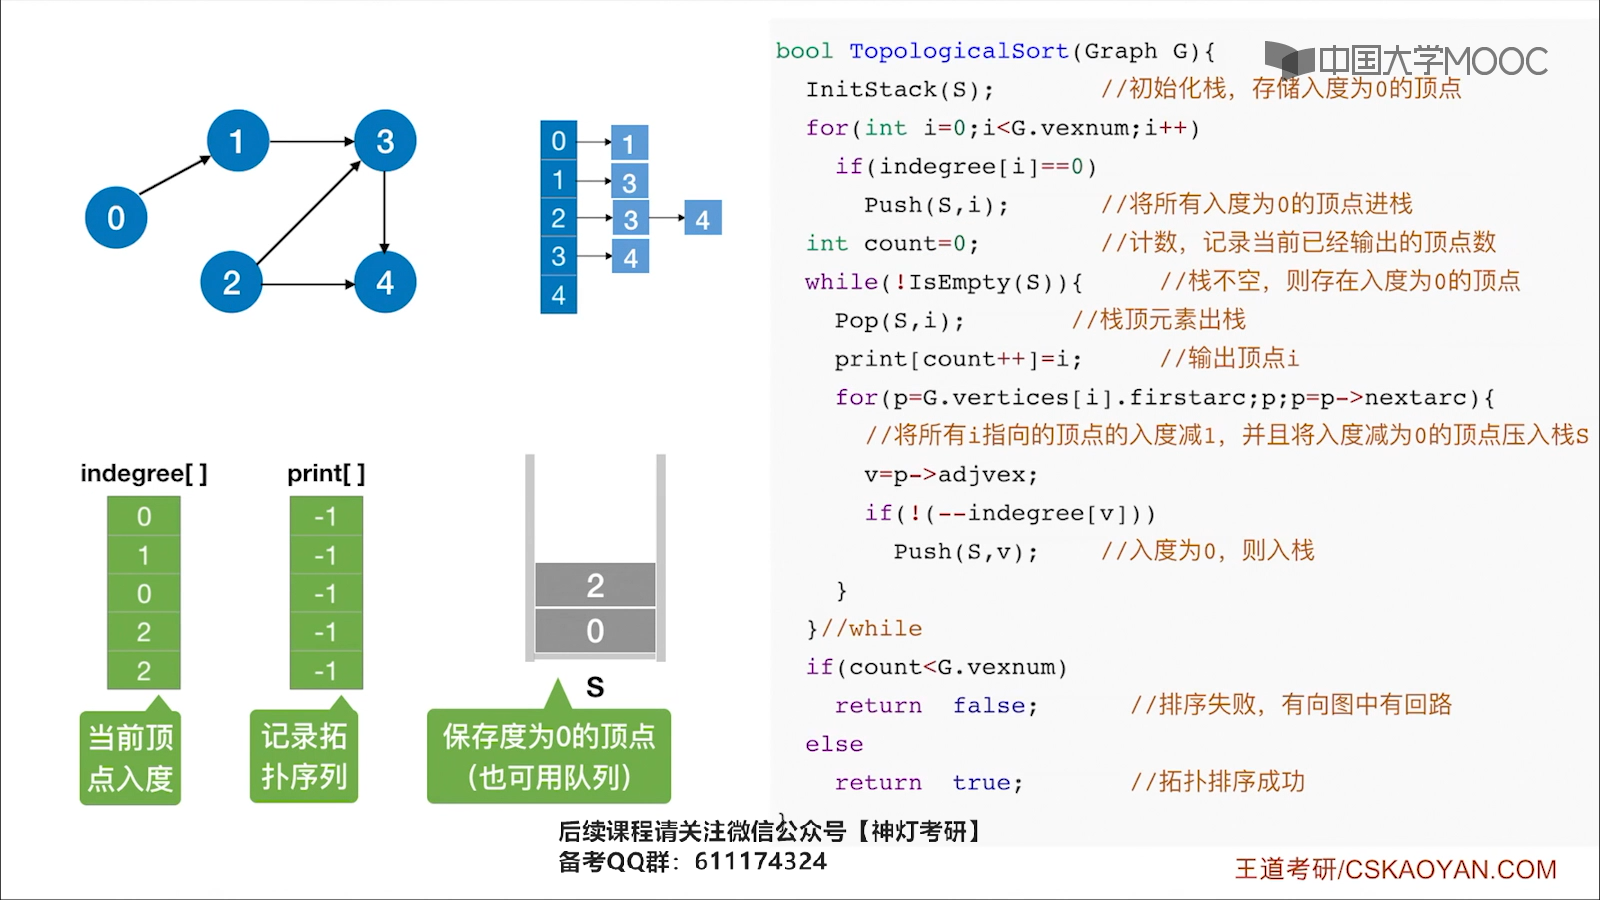 bool TopologicalSort(Graph G){
中国大学MOOC
InitStack(S); //初始化栈，存储入度为0的顶点
for(int i=0;i<G.vexnum;i++)
if(indegree[i]==0)
Push(S,i); //将所有入度为0的顶点进栈
int count=0; //计数，记录当前已经输出的顶点数
while(!IsEmpty(S)){ //栈不空，则存在入度为0的顶点
Pop(S,i); //栈顶元素出栈
print[count++]=i; //输出顶点i
for(p=G.vertices[i].firstarc;p;p=p->nextarc){
//将所有i指向的顶点的入度减1，并且将入度减为0的顶点压入栈S
v=p->adjvex;
if(!(--indegree[v]))
Push(S,v); //入度为0，则入栈
}
}//while
if(count<G.vexnum)
return false; //排序失败，有向图中有回路
else
return true; //拓扑排序成功
}
1 3
0
2 4
0 1
1 3
2 3 4
3 4
4
indegree[ ]
0
1
0
2
2
当前顶
点入度
print[ ]
-1
-1
-1
-1
-1
记录拓
扑序列
2
0
S
保存度为0的顶点
（也可用队列）
后续课程请关注微信公众号【神灯考研】
备考QQ群：611174324
王道考研/CSKAOYAN.COM